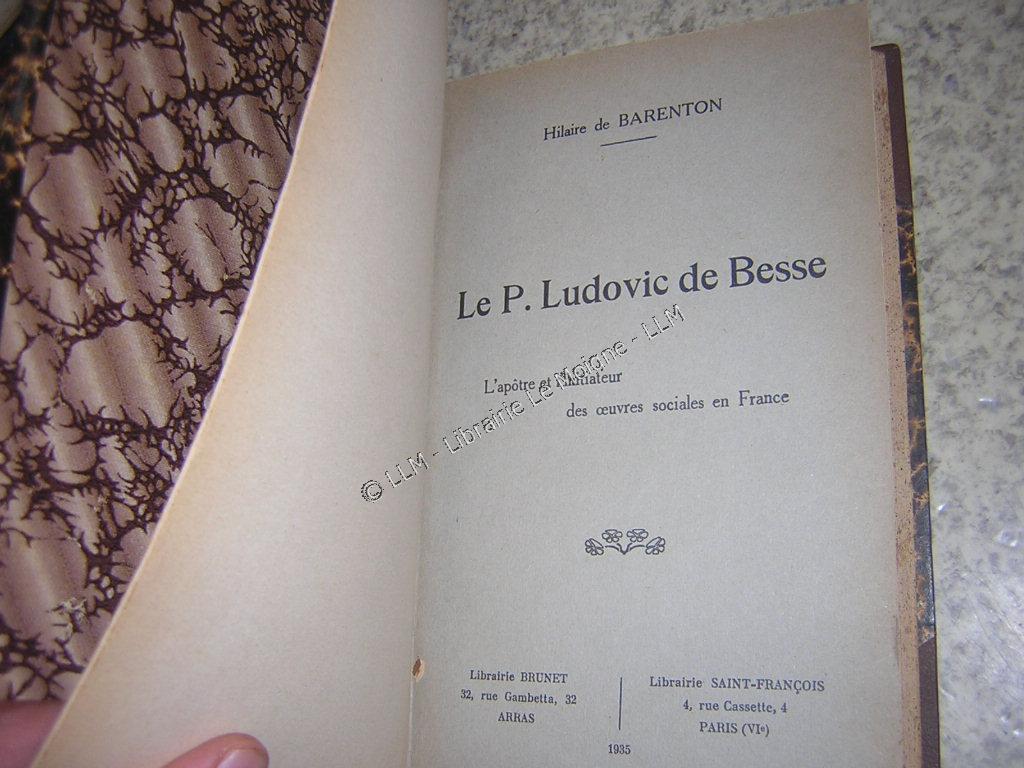 Hilaire de BARENTON
Le P. Ludovic de Besse
L'apôtre et l'initiateur
des œuvres sociales en France
© LLM - Librairie Le Moigne - LLM
Librairie BRUNET
32, rue Gambetta, 32
ARRAS
Librairie SAINT-FRANÇOIS
4, rue Cassette, 4
PARIS (VIe)
1935